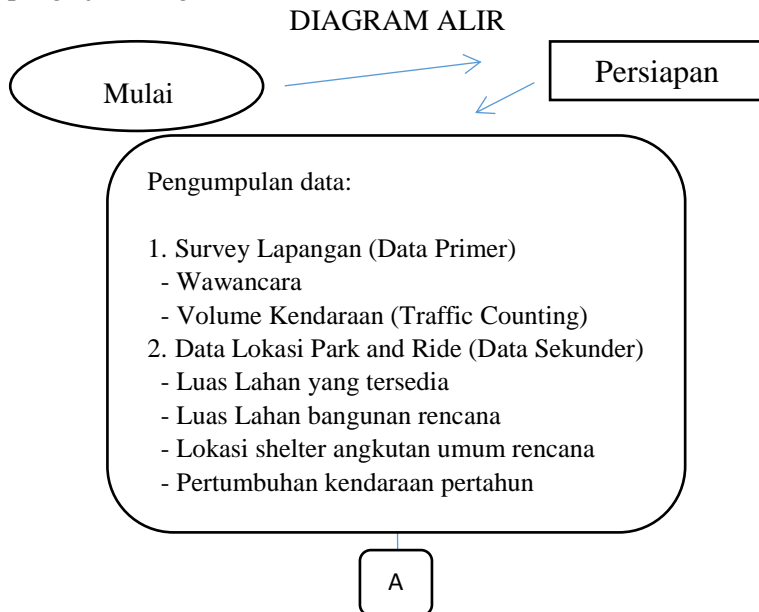 DIAGRAM ALIR
Mulai
Persiapan
Pengumpulan data:
1. Survey Lapangan (Data Primer)
- Wawancara
- Volume Kendaraan (Traffic Counting)
2. Data Lokasi Park and Ride (Data Sekunder)
- Luas Lahan yang tersedia
- Luas Lahan bangunan rencana
- Lokasi shelter angkutan umum rencana
- Pertumbuhan kendaraan pertahun
A